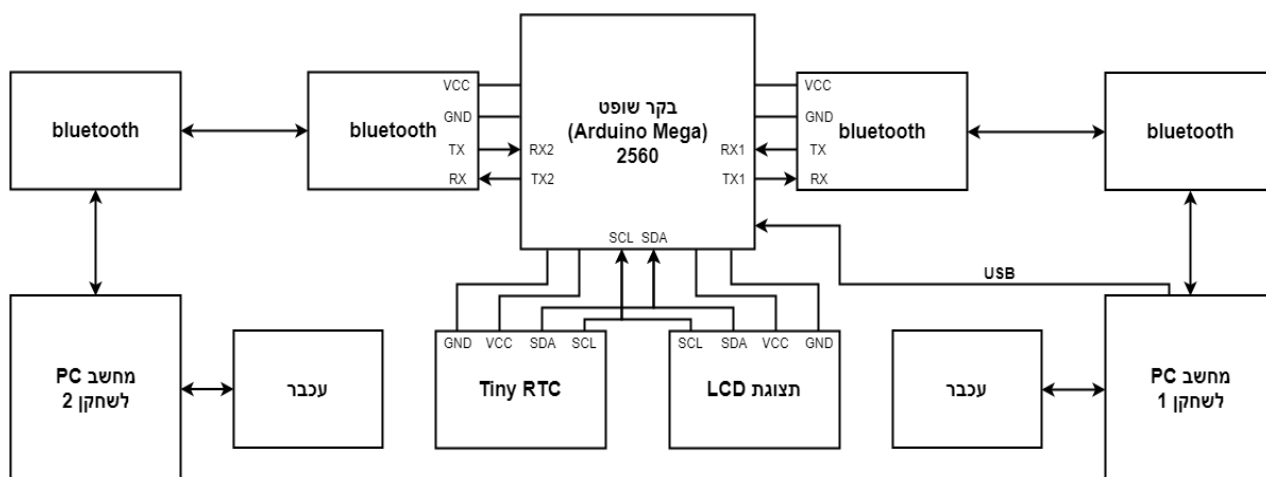 bluetooth
bluetooth
VCC
GND
TX
RX
בקר שופט
(Arduino Mega)
2560
RX2
TX2
RX1
TX1
SCL SDA
VCC
GND
TX
RX
bluetooth
bluetooth
USB
מחשב PC
לשחקן 2
עכבר
GND VCC SDA SCL
Tiny RTC
SCL SDA VCC GND
תצוגת LCD
עכבר
מחשב PC
לשחקן 1